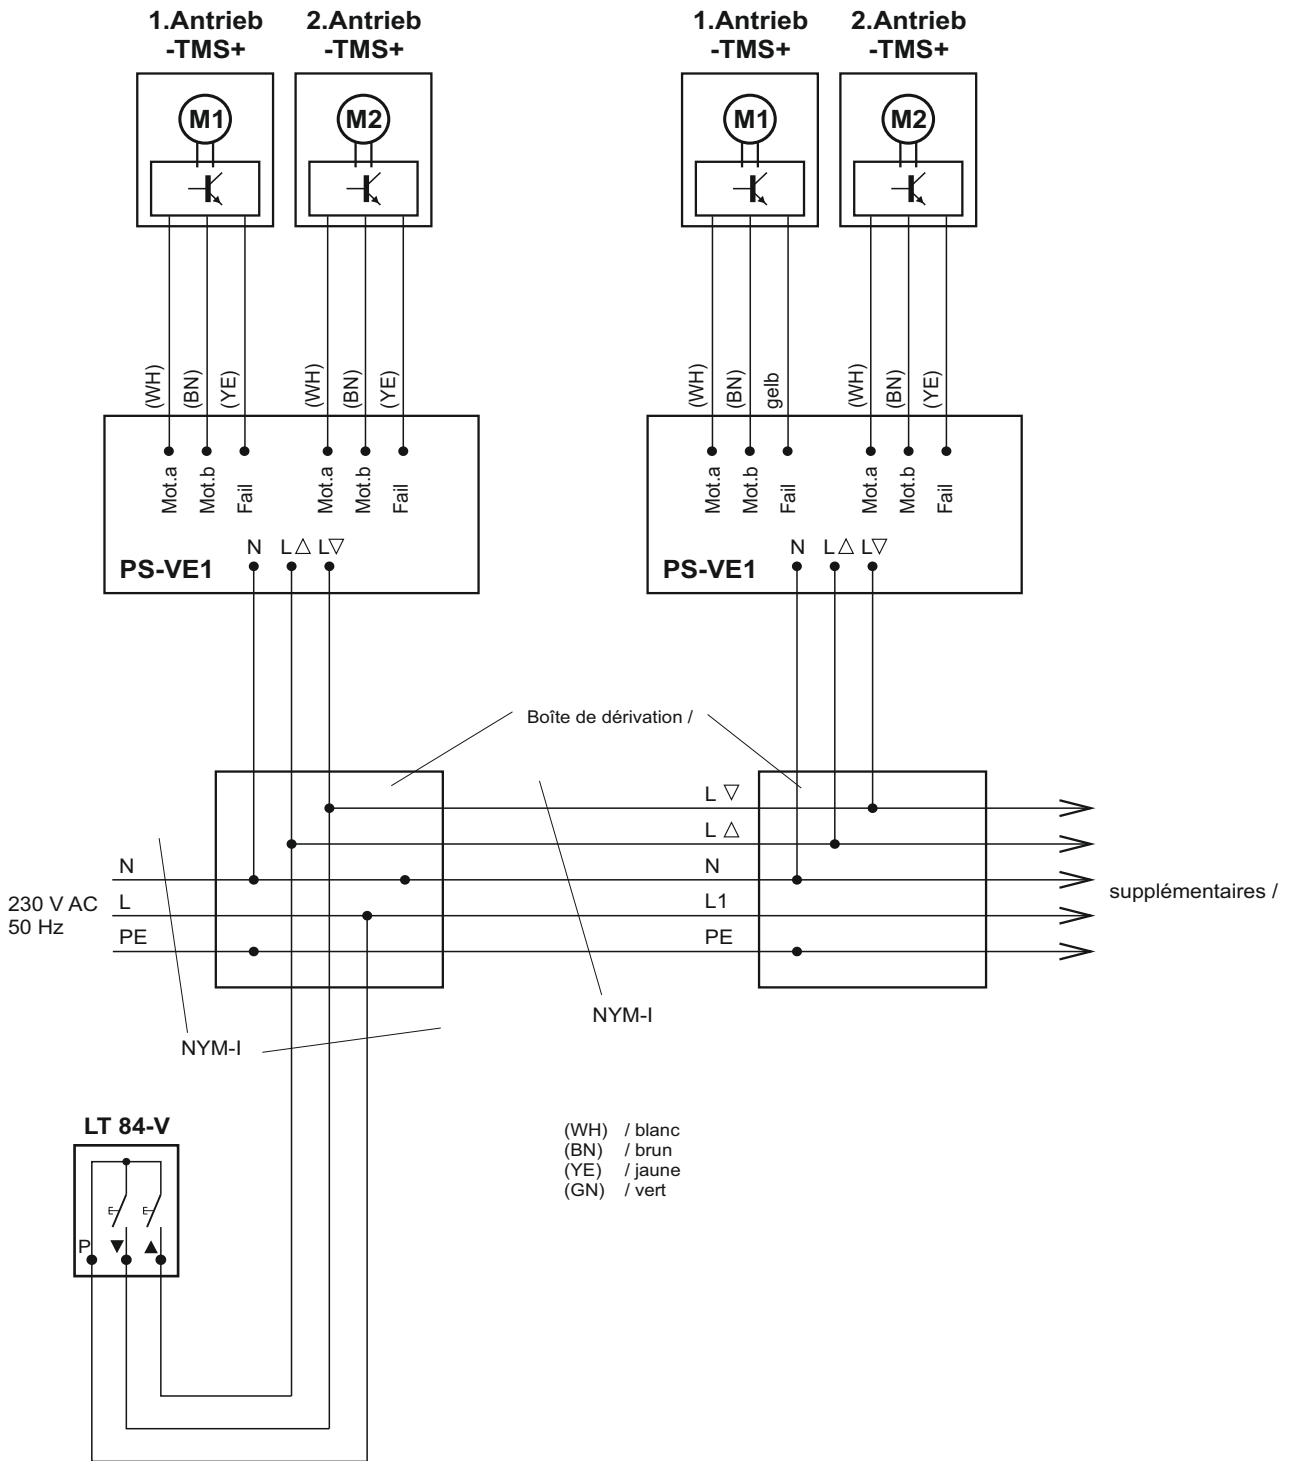 1.Antrieb
-TMS+
2.Antrieb
-TMS+
1.Antrieb
-TMS+
2.Antrieb
-TMS+
M1
M2
M1
M2
(WH)
(BN)
(YE)
(WH)
(BN)
(YE)
(WH)
(BN)
gelb
(WH)
(BN)
(YE)
Mot.a
Mot.b
Fail
Mot.a
Mot.b
Fail
Mot.a
Mot.b
Fail
Mot.a
Mot.b
Fail
N L△ L▽
PS-VE1
N L△ L▽
PS-VE1
Boîte de dérivation /
L ▽
L △
N
N
230 V AC
50 Hz
L
L1
PE
PE
supplémentaires /
NYM-I
NYM-I
LT 84-V
P ▼ ▲
(WH) / blanc
(BN) / brun
(YE) / jaune
(GN) / vert